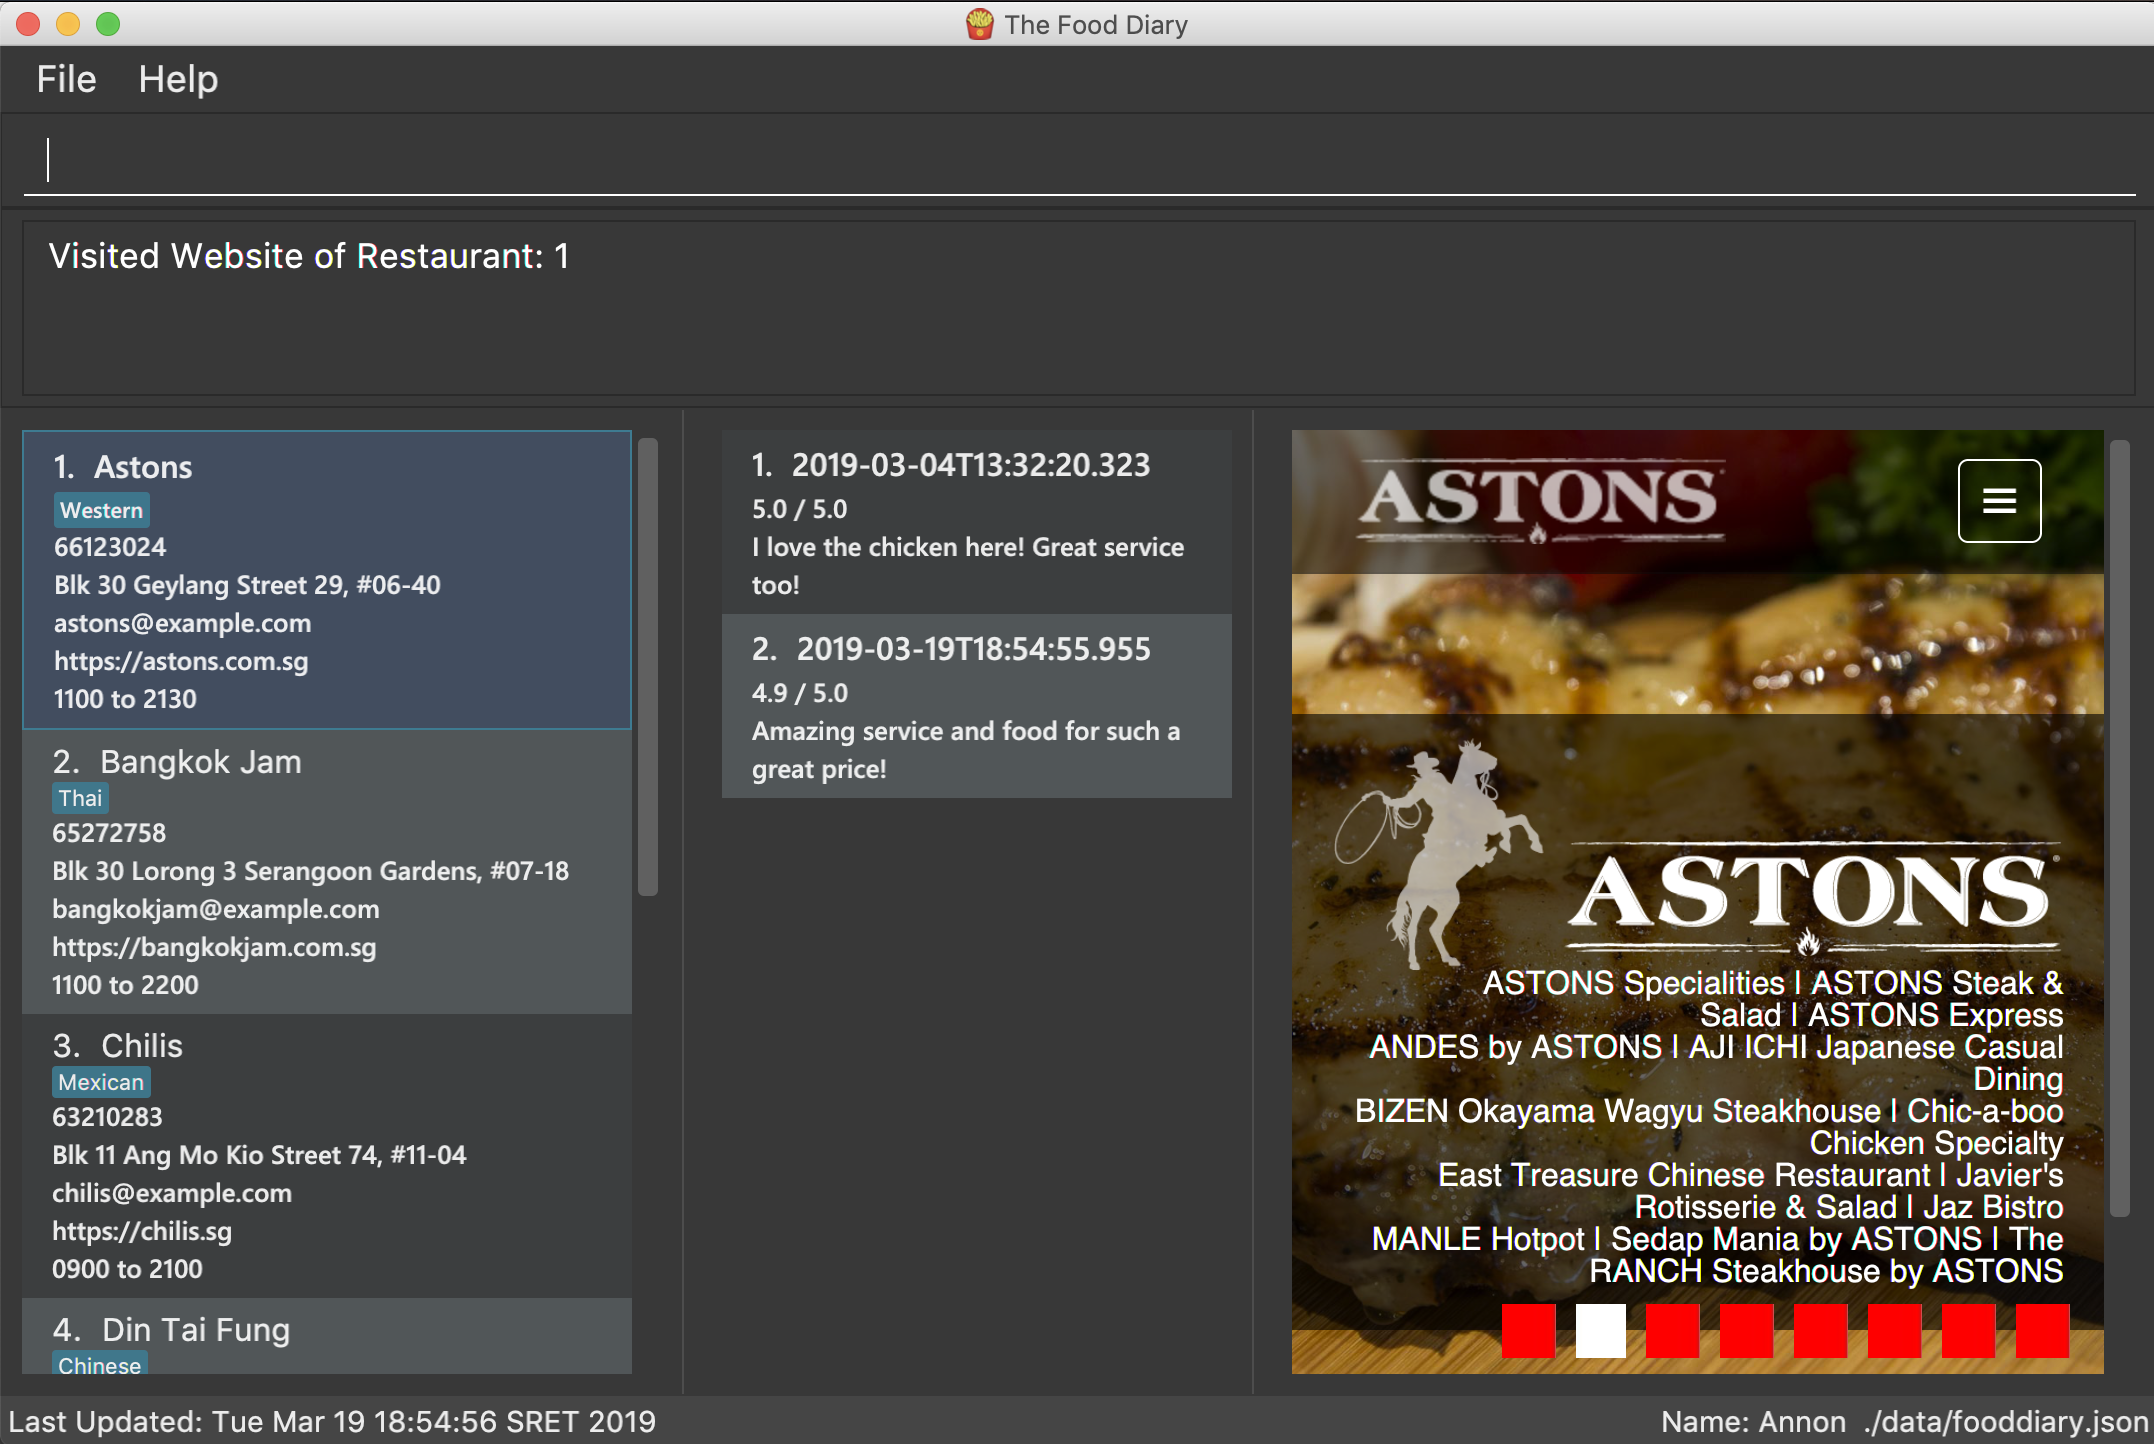 The Food Diary
File Help
Visited Website of Restaurant: 1
1. Astons
Western
66123024
Blk 30 Geylang Street 29, #06-40
astons@example.com
https://astons.com.sg
1100 to 2130
2. Bangkok Jam
Thai
65272758
Blk 30 Lorong 3 Serangoon Gardens, #07-18
bangkokjam@example.com
https://bangkokjam.com.sg
1100 to 2200
3. Chilis
Mexican
63210283
Blk 11 Ang Mo Kio Street 74, #11-04
chilis@example.com
https://chilis.sg
0900 to 2100
4. Din Tai Fung
Chinese
1. 2019-03-04T13:32:20.323
5.0 / 5.0
I love the chicken here! Great service
too!
2. 2019-03-19T18:54:55.955
4.9 / 5.0
Amazing service and food for such a
great price!
ASTONS
ASTONS
ASTONS Specialities | ASTONS Steak &
Salad | ASTONS Express
ANDES by ASTONS | AJI ICHI Japanese Casual
Dining
BIZEN Okayama Wagyu Steakhouse | Chic-a-boo
Chicken Specialty
East Treasure Chinese Restaurant | Javier's
Rotisserie & Salad | Jaz Bistro
MANLE Hotpot | Sedap Mania by ASTONS | The
RANCH Steakhouse by ASTONS
Last Updated: Tue Mar 19 18:54:56 SRET 2019
Name: Annon ./data/fooddiary.json